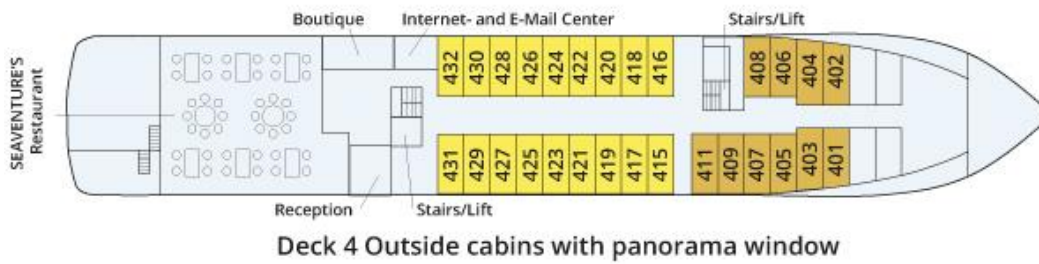 Boutique
Internet- and E-Mail Center
Stairs/Lift
SEAVENTURE'S
Restaurant
432 430 428 426 424 422 420 418 416
408 406 404 402
431 429 427 425 423 421 419 417 415
411 409 407 405 403 401
Reception
Stairs/Lift
Deck 4 Outside cabins with panorama window